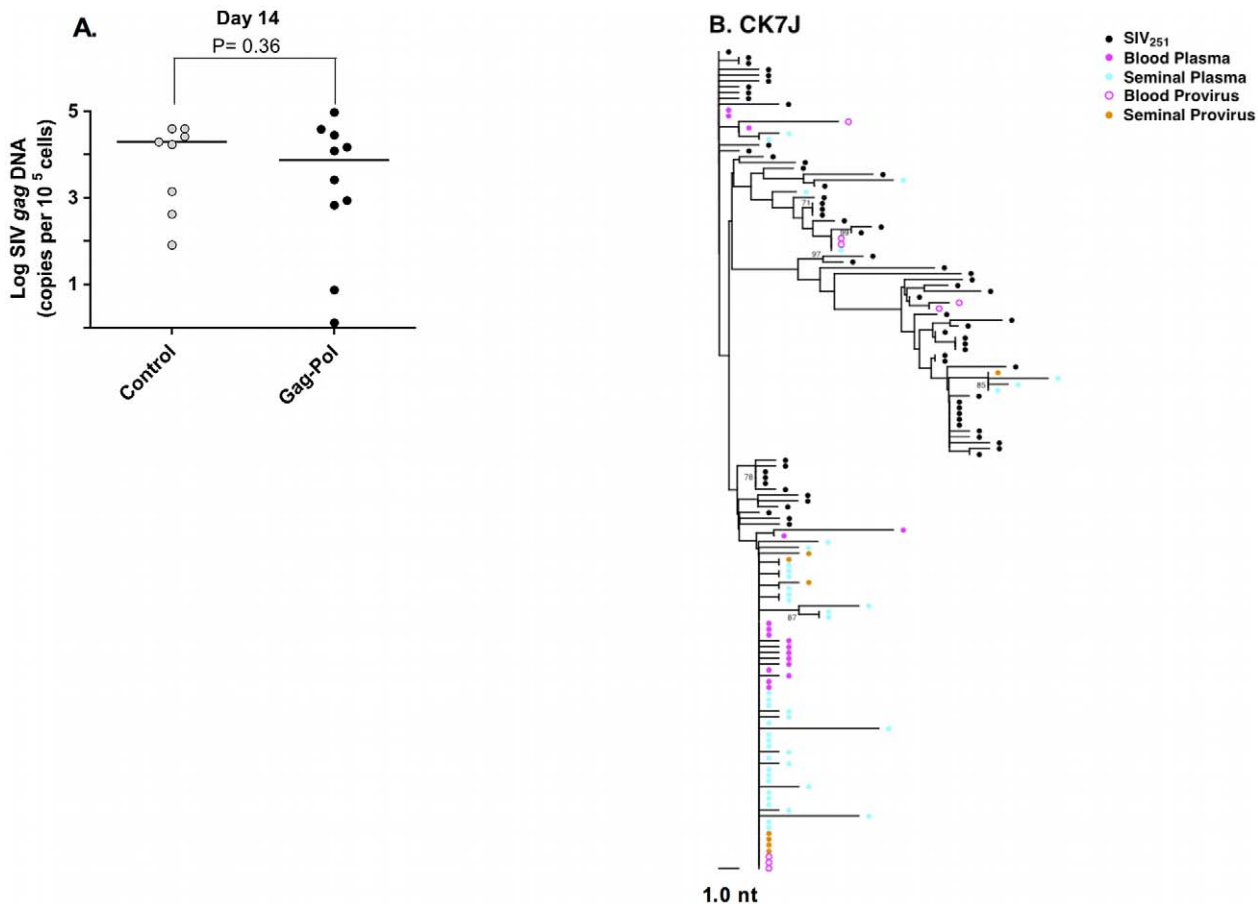 A.
Day 14
P= 0.36
5
3
1
Log SIV gag DNA
(copies per 10 5 cells)
Control
Gag-Pol
B. CK7J
SIV251
Blood Plasma
Seminal Plasma
Blood Provirus
Seminal Provirus
71
97
85
78
87
1.0 nt